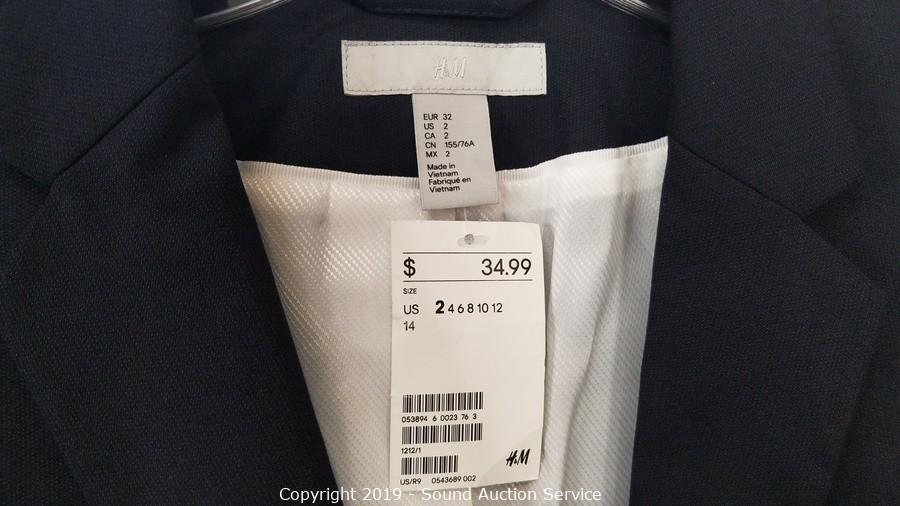 H&M
EUR 32
US 2
CA 2
CN 155/76A
MX 2
Made in
Vietnam
Fabriqué en
Vietnam
$ 34.99
SIZE
US 2 4 6 8 10 12
14
053894 6 0023 76 3
1212/1
H&M
US/R9 0543689 002
Copyright 2019 - Sound Auction Service